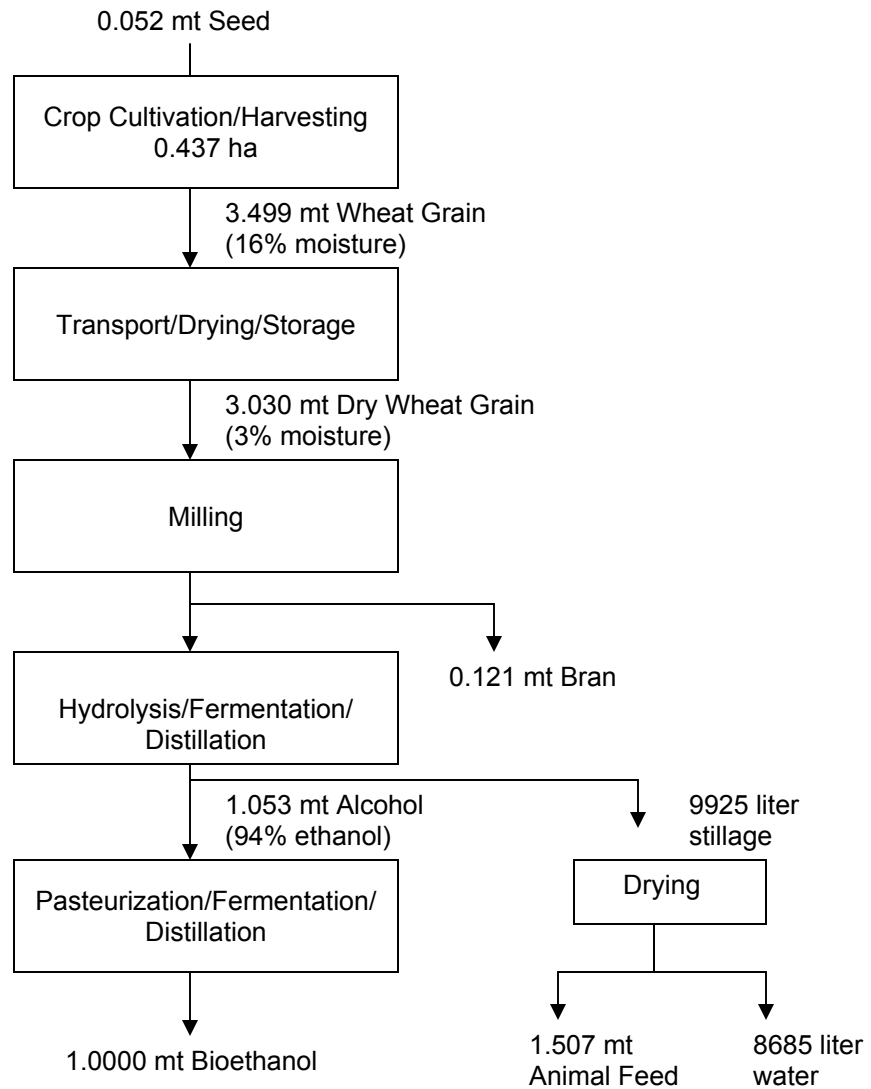 0.052 mt Seed
Crop Cultivation/Harvesting
0.437 ha
3.499 mt Wheat Grain
(16% moisture)
Transport/Drying/Storage
3.030 mt Dry Wheat Grain
(3% moisture)
Milling
0.121 mt Bran
Hydrolysis/Fermentation/
Distillation
1.053 mt Alcohol
(94% ethanol)
9925 liter
stillage
Pasteurization/Fermentation/
Distillation
Drying
1.0000 mt Bioethanol
1.507 mt
Animal Feed
8685 liter
water